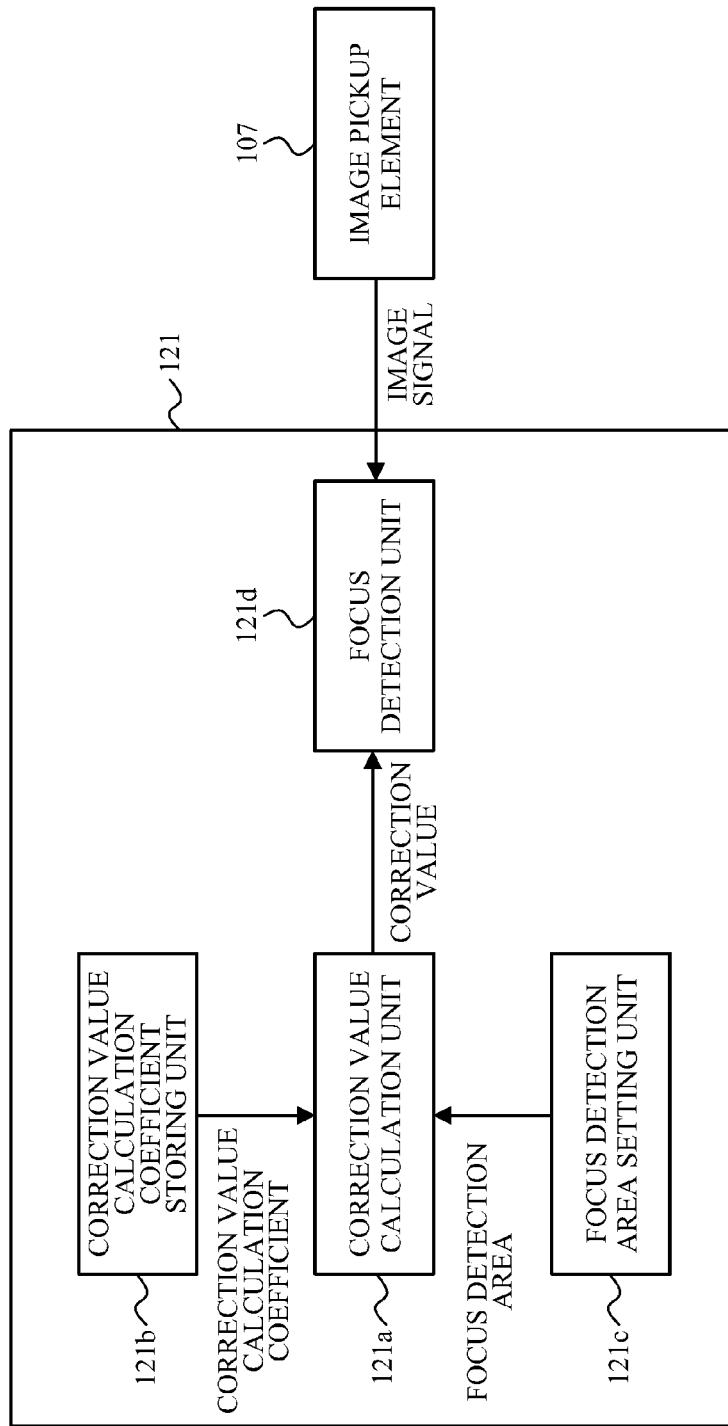 121
CORRECTION VALUE
CALCULATION
COEFFICIENT
STORING UNIT
121b
CORRECTION VALUE
CALCULATION
COEFFICIENT
CORRECTION VALUE
CALCULATION UNIT
121a
FOCUS DETECTION
AREA
FOCUS DETECTION
AREA SETTING UNIT
121c
CORRECTION
VALUE
FOCUS
DETECTION UNIT
121d
IMAGE
SIGNAL
IMAGE PICKUP
ELEMENT
107